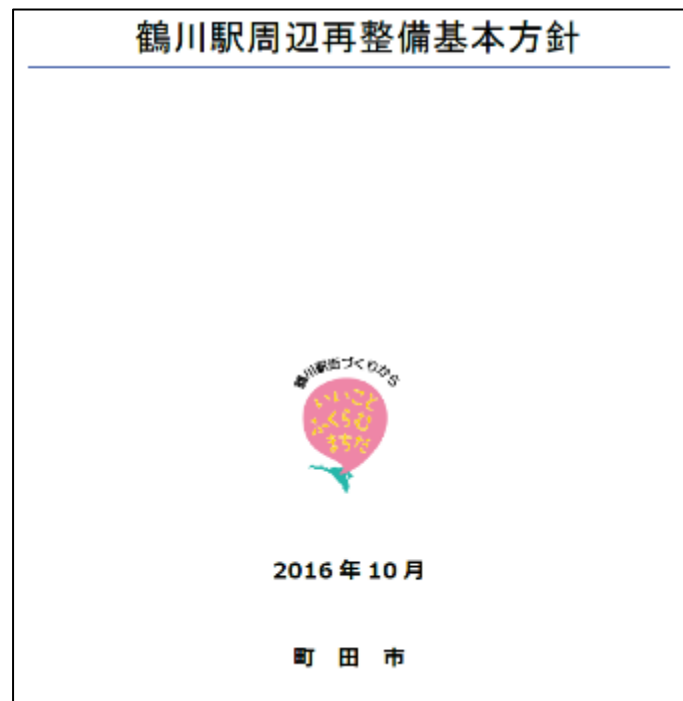 鶴川駅周辺再整備基本方針
鶴川駅街づくりから
いいこと
ふくらむ
まちだ
2016年10月
町田市